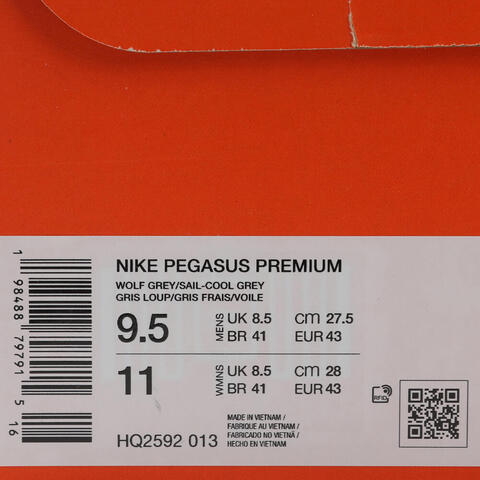 NIKE PEGASUS PREMIUM
WOLF GREY/SAIL-COOL GREY
GRIS LOUP/GRIS FRAIS/VOILE
9.5 MENS UK 8.5 CM 27.5
BR 41 EUR 43
11 WMNS UK 8.5 CM 28
BR 41 EUR 43
HQ2592 013
MADE IN VIETNAM /
FABRIQUE AU VIETNAM /
FABRICADO NO VIETNÃ /
HECHO EN VIETNAM
RFID
1 98488 79791 5 16